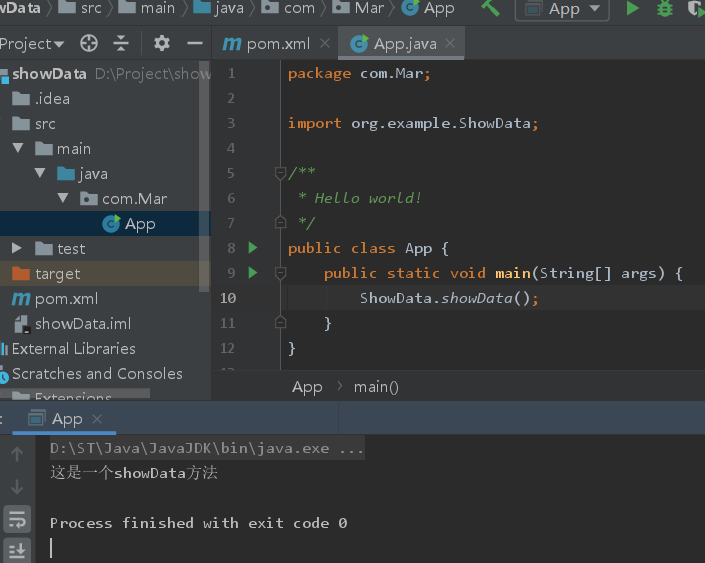 owData src main java com Mar App App
Project
pom.xml App.java
showData D:\Project\show
.idea
src
main
java
com.Mar
App
test
target
pom.xml
showData.iml
External Libraries
Scratches and Consoles
Extensions
1 package com.Mar;
2
3 import org.example.ShowData;
4
5 /**
6 * Hello world!
7 */
8 public class App {
9 public static void main(String[] args) {
10 ShowData.showData();
11 }
12 }
App main()
: App
D:\ST\Java\JavaJDK\bin\java.exe ...
这是一个showData方法
Process finished with exit code 0